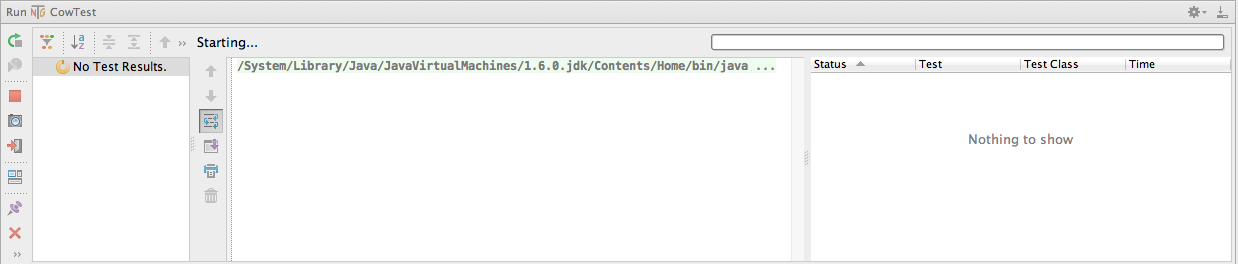 Run NG CowTest
Starting...
No Test Results.
/System/Library/Java/JavaVirtualMachines/1.6.0.jdk/Contents/Home/bin/java ...
Status Test Test Class Time
Nothing to show